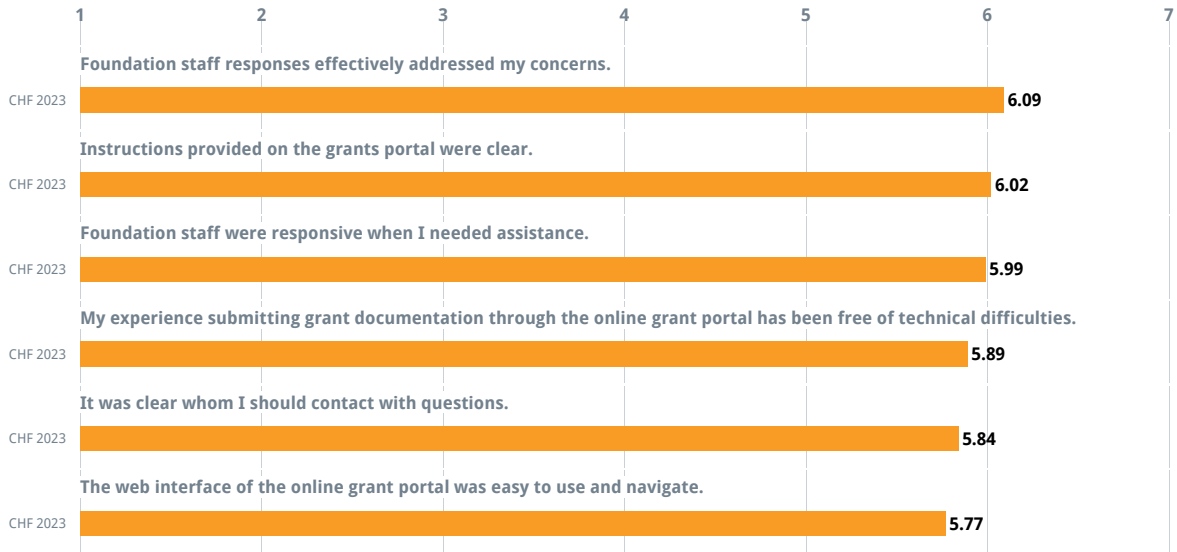 1 2 3 4 5 6 7
Foundation staff responses effectively addressed my concerns.
CHF 2023 6.09
Instructions provided on the grants portal were clear.
CHF 2023 6.02
Foundation staff were responsive when I needed assistance.
CHF 2023 5.99
My experience submitting grant documentation through the online grant portal has been free of technical difficulties.
CHF 2023 5.89
It was clear whom I should contact with questions.
CHF 2023 5.84
The web interface of the online grant portal was easy to use and navigate.
CHF 2023 5.77